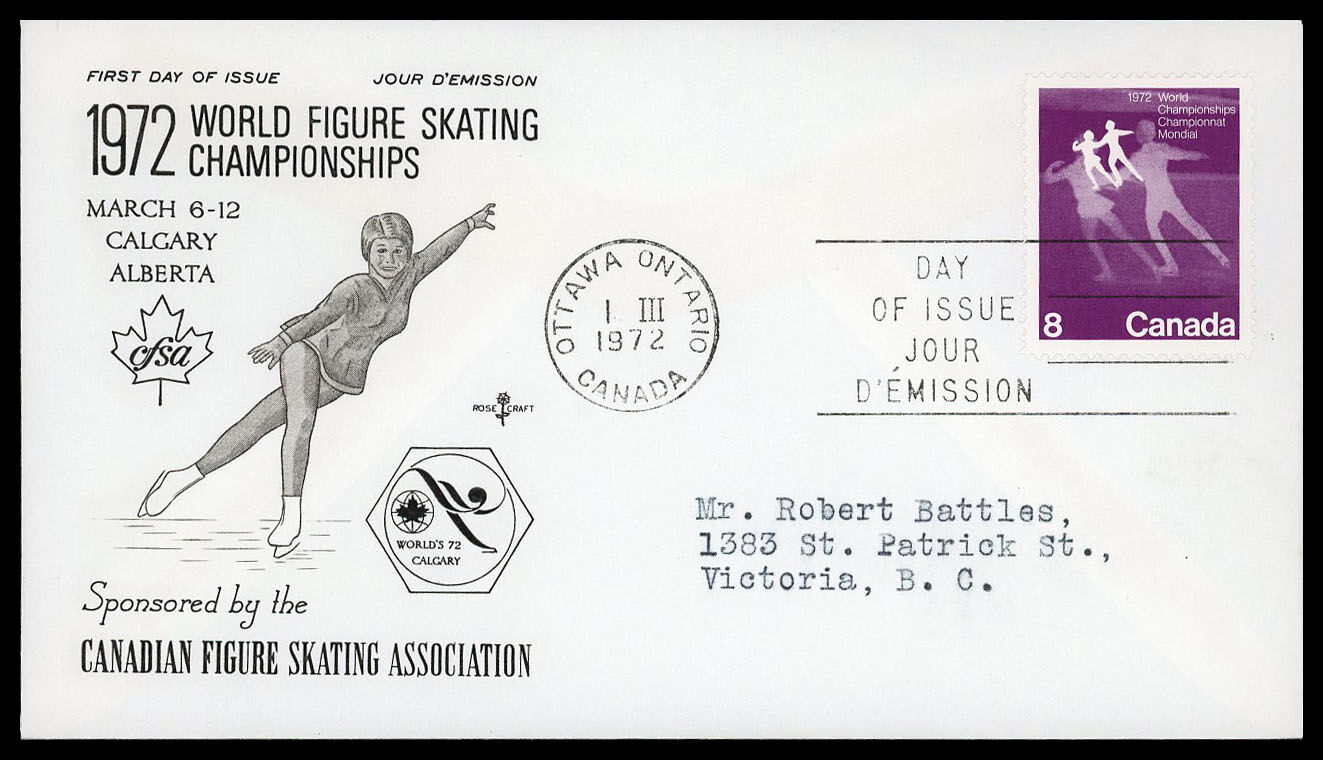 FIRST DAY OF ISSUE JOUR D'EMISSION
1972 WORLD FIGURE SKATING
CHAMPIONSHIPS
MARCH 6-12
CALGARY
ALBERTA
cfsa
ROSE CRAFT
WORLD'S 72
CALGARY
Sponsored by the
CANADIAN FIGURE SKATING ASSOCIATION
OTTAWA ONTARIO
1 III
1972
CANADA
DAY
OF ISSUE
JOUR
D'ÉMISSION
1972 World
Championships
Championnat
Mondial
8 Canada
Mr. Robert Battles,
1383 St. Patrick St.,
Victoria, B. C.